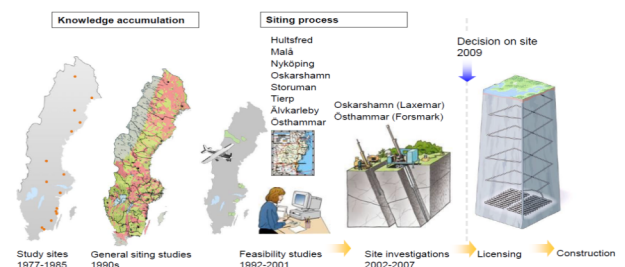 Knowledge accumulation
Siting process
Hultsfred
Malå
Nyköping
Oskarshamn
Storuman
Tierp
Älvkarleby
Östhammar
Oskarshamn (Laxemar)
Östhammar (Forsmark)
Decision on site
2009
Study sites
1977-1985
General siting studies
1990s
Feasibility studies
1992-2001
Site investigations
2002-2007
Licensing
Construction